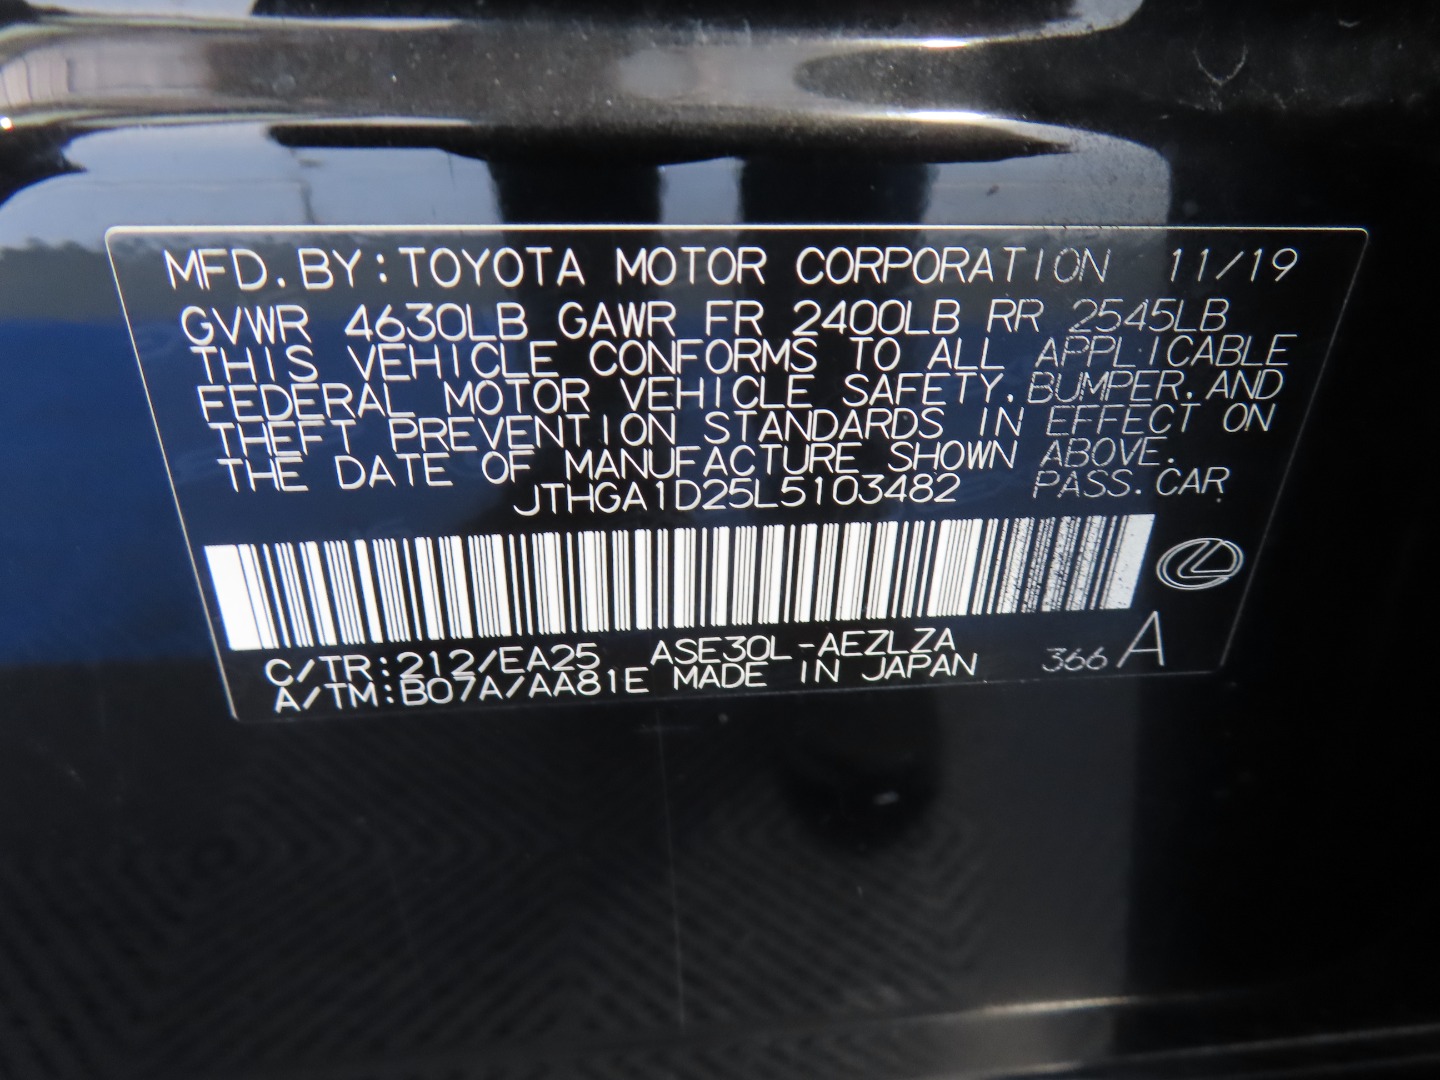 MFD. BY: TOYOTA MOTOR CORPORATION 11/19
GVWR 4630LB GAWR FR 2400LB RR 2545LB
THIS VEHICLE CONFORMS TO ALL APPLICABLE
FEDERAL MOTOR VEHICLE SAFETY, BUMPER, AND
THEFT PREVENTION STANDARDS IN EFFECT ON
THE DATE OF MANUFACTURE SHOWN ABOVE.
JTHGA1D25L5103482 PASS. CAR
C/TR: 212/EA25 ASE30L-AEZLZA
A/TM: B07A/AA81E MADE IN JAPAN 366 A